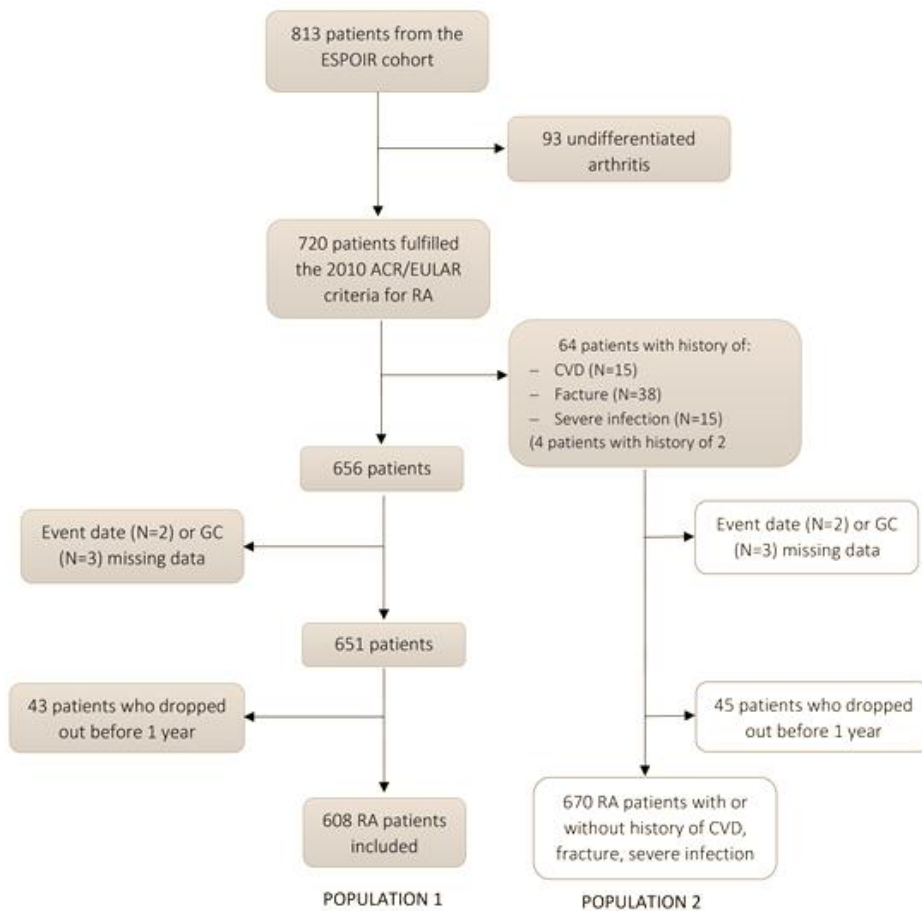 813 patients from the
ESPOIR cohort
93 undifferentiated
arthritis
720 patients fulfilled
the 2010 ACR/EULAR
criteria for RA
64 patients with history of:
– CVD (N=15)
– Facture (N=38)
– Severe infection (N=15)
(4 patients with history of 2
656 patients
Event date (N=2) or GC
(N=3) missing data
Event date (N=2) or GC
(N=3) missing data
651 patients
43 patients who dropped
out before 1 year
45 patients who dropped
out before 1 year
608 RA patients
included
670 RA patients with or
without history of CVD,
fracture, severe infection
POPULATION 1
POPULATION 2